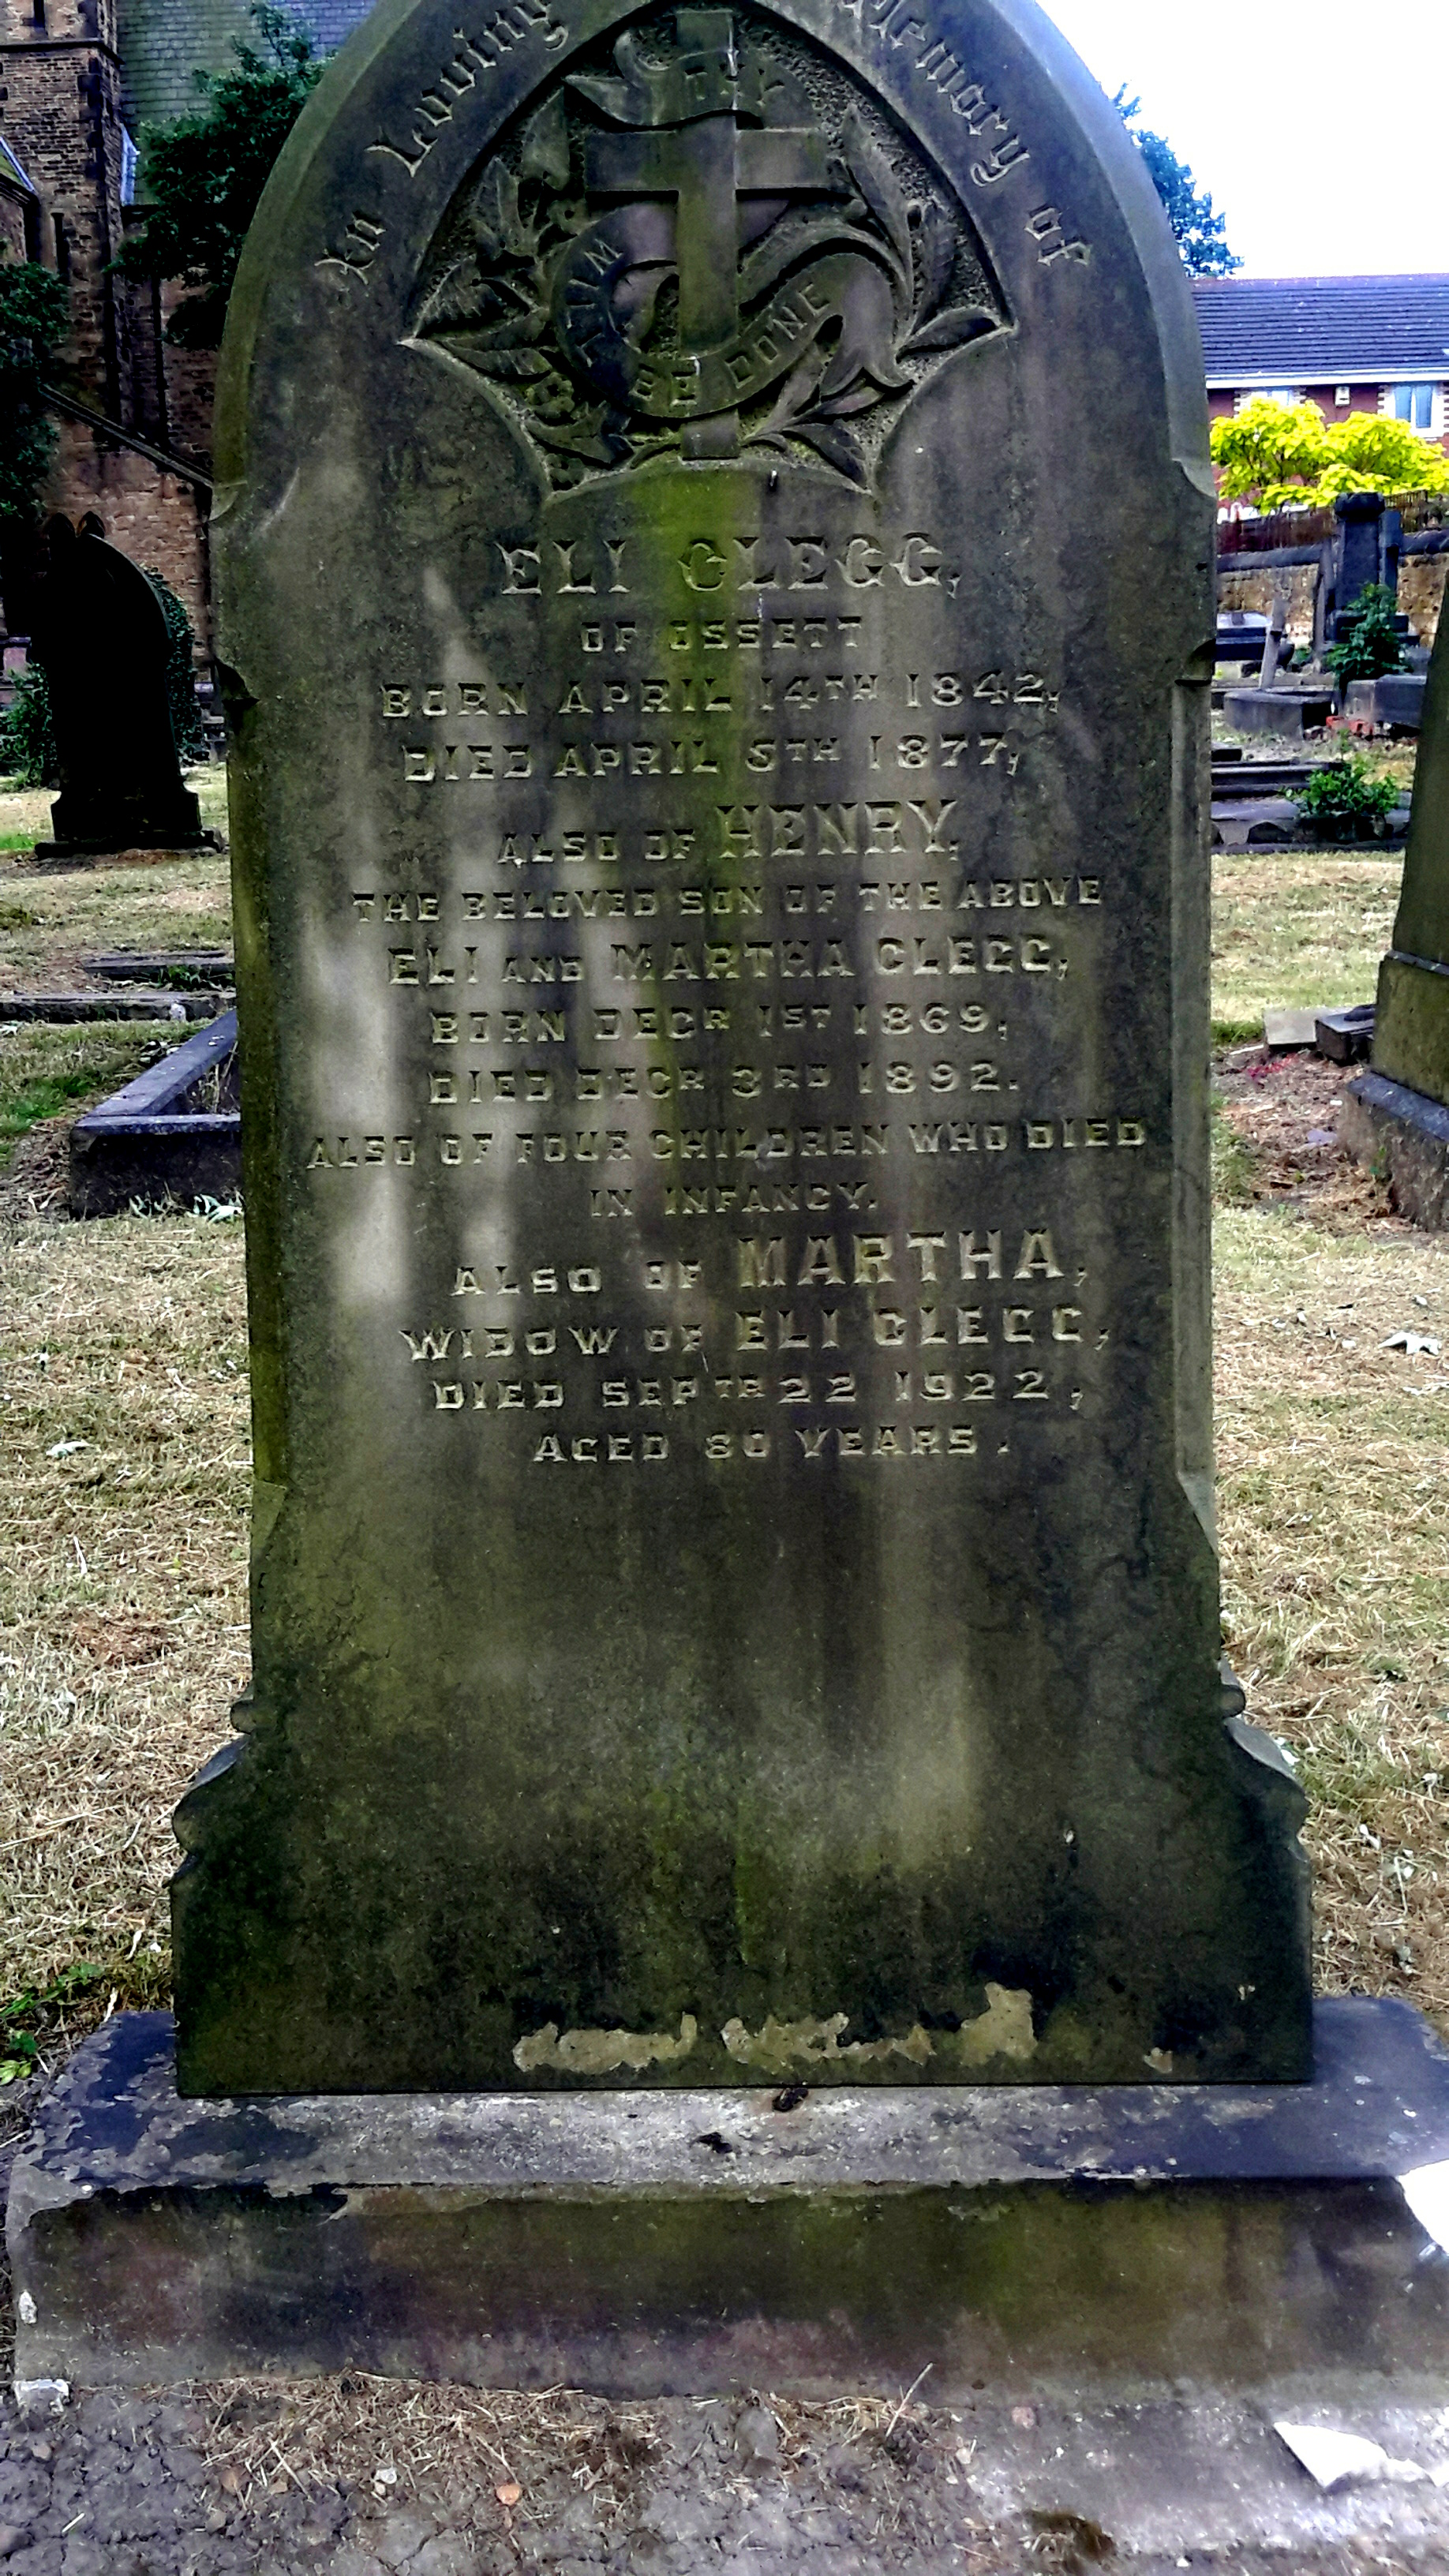 In Loving Memory of
THY
WILL
BE DONE
ELI CLEGG,
OF OSSETT
BORN APRIL 14TH 1842,
DIED APRIL 5TH 1877,
ALSO OF HENRY,
THE BELOVED SON OF THE ABOVE
ELI AND MARTHA CLEGG,
BORN DECR 1ST 1869,
DIED DECR 3RD 1892.
ALSO OF FOUR CHILDREN WHO DIED
IN INFANCY.
ALSO OF MARTHA,
WIDOW OF ELI CLEGG,
DIED SEPTR 22 1922,
AGED 80 YEARS.